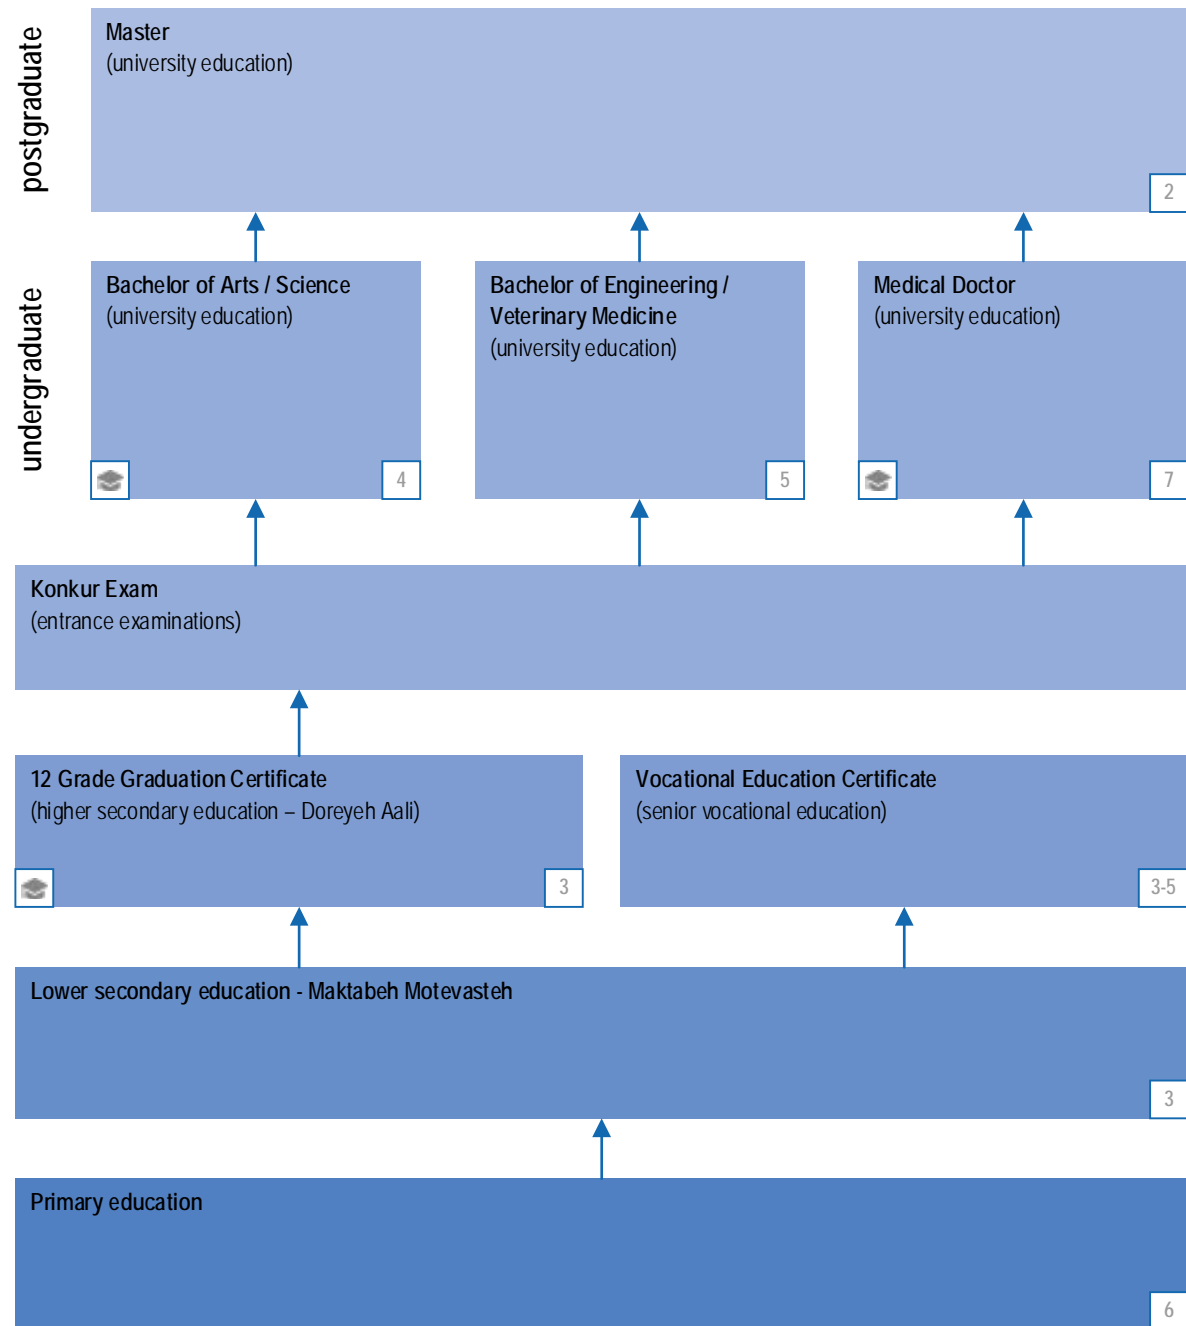 postgraduate
Master
(university education)
2
undergraduate
Bachelor of Arts / Science
(university education)
4
Bachelor of Engineering /
Veterinary Medicine
(university education)
5
Medical Doctor
(university education)
7
Konkur Exam
(entrance examinations)
12 Grade Graduation Certificate
(higher secondary education – Doreyeh Aali)
3
Vocational Education Certificate
(senior vocational education)
3-5
Lower secondary education - Maktabeh Motevasteh
3
Primary education
6